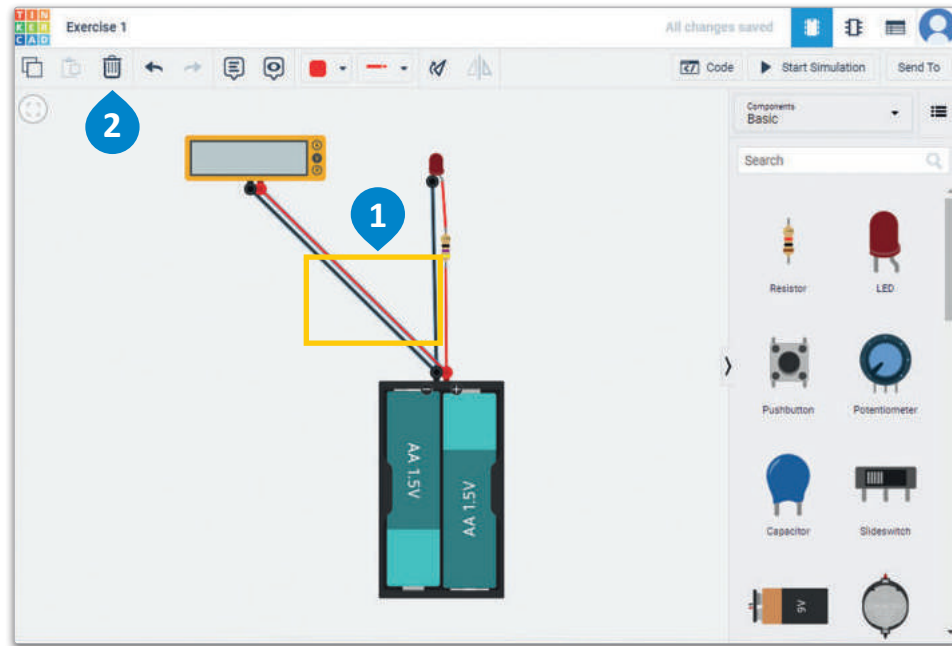 TIN
KER
CAD
Exercise 1
All changes saved
Code
Start Simulation
Send To
2
Components
Basic
Search
1
Resistor
LED
Pushbutton
Potentiometer
AA 1.5V
AA 1.5V
Capacitor
Slideswitch
9V